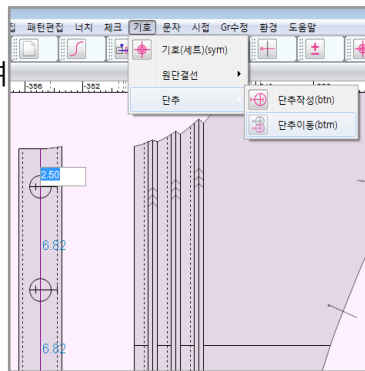 패턴편집 너치 체크 기호 문자 시접 Gr수정 환경 도움말
기호(세트)(sym)
원단결선
단추
단추작성(btn)
단추이동(btm)
-356 -352
2.50
6.82
6.82